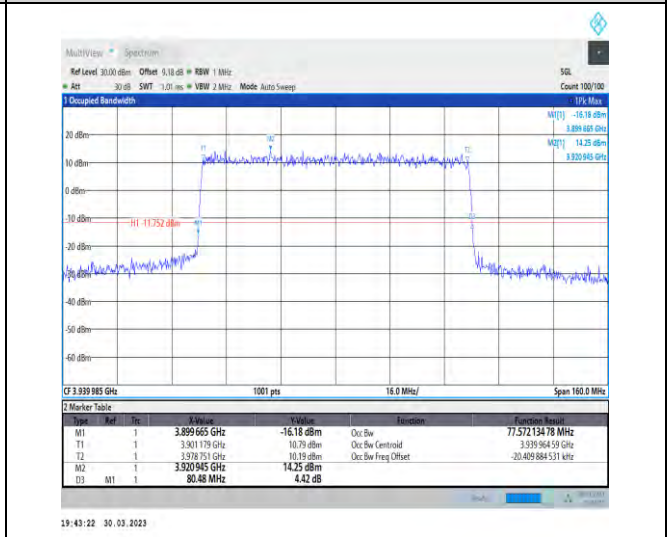 MultiView Spectrum
Ref Level 30.00 dBm Offset 9.18 dB RBW 1 MHz SGL
Att 30 dB SWT 1.01 ms VBW 2 MHz Mode Auto Sweep Count 100/100
1 Occupied Bandwidth 1Pk Max
M1[1] -16.18 dBm
3.899 665 GHz
M2[1] 14.25 dBm
3.920 945 GHz
20 dBm
M2
T1 T2
10 dBm
0 dBm
-10 dBm
H1 -11.752 dBm M1 D3
-20 dBm
-30 dBm
-40 dBm
-50 dBm
-60 dBm
CF 3.939 985 GHz 1001 pts 16.0 MHz/ Span 160.0 MHz
2 Marker Table
Type Ref Trc X-Value Y-Value Function Function Result
M1 1 3.899 665 GHz -16.18 dBm Occ Bw 77.572 134 78 MHz
T1 1 3.901 179 GHz 10.79 dBm Occ Bw Centroid 3.939 964 59 GHz
T2 1 3.978 751 GHz 10.19 dBm Occ Bw Freq Offset -20.409 884 531 kHz
M2 1 3.920 945 GHz 14.25 dBm
D3 M1 1 80.48 MHz 4.42 dB
19:43:22 30.03.2023